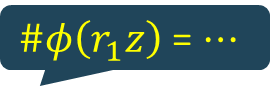 #ϕ(r₁z) = ⋯